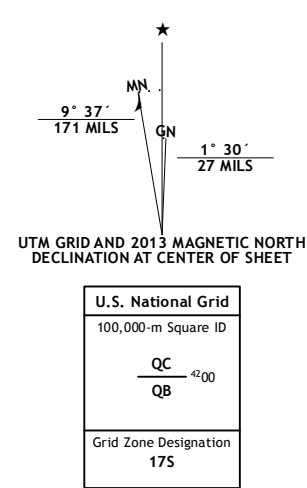 ★
MN
9° 37´
171 MILS
GN
1° 30´
27 MILS
UTM GRID AND 2013 MAGNETIC NORTH
DECLINATION AT CENTER OF SHEET
U.S. National Grid
100,000-m Square ID
QC
4200
QB
Grid Zone Designation
17S